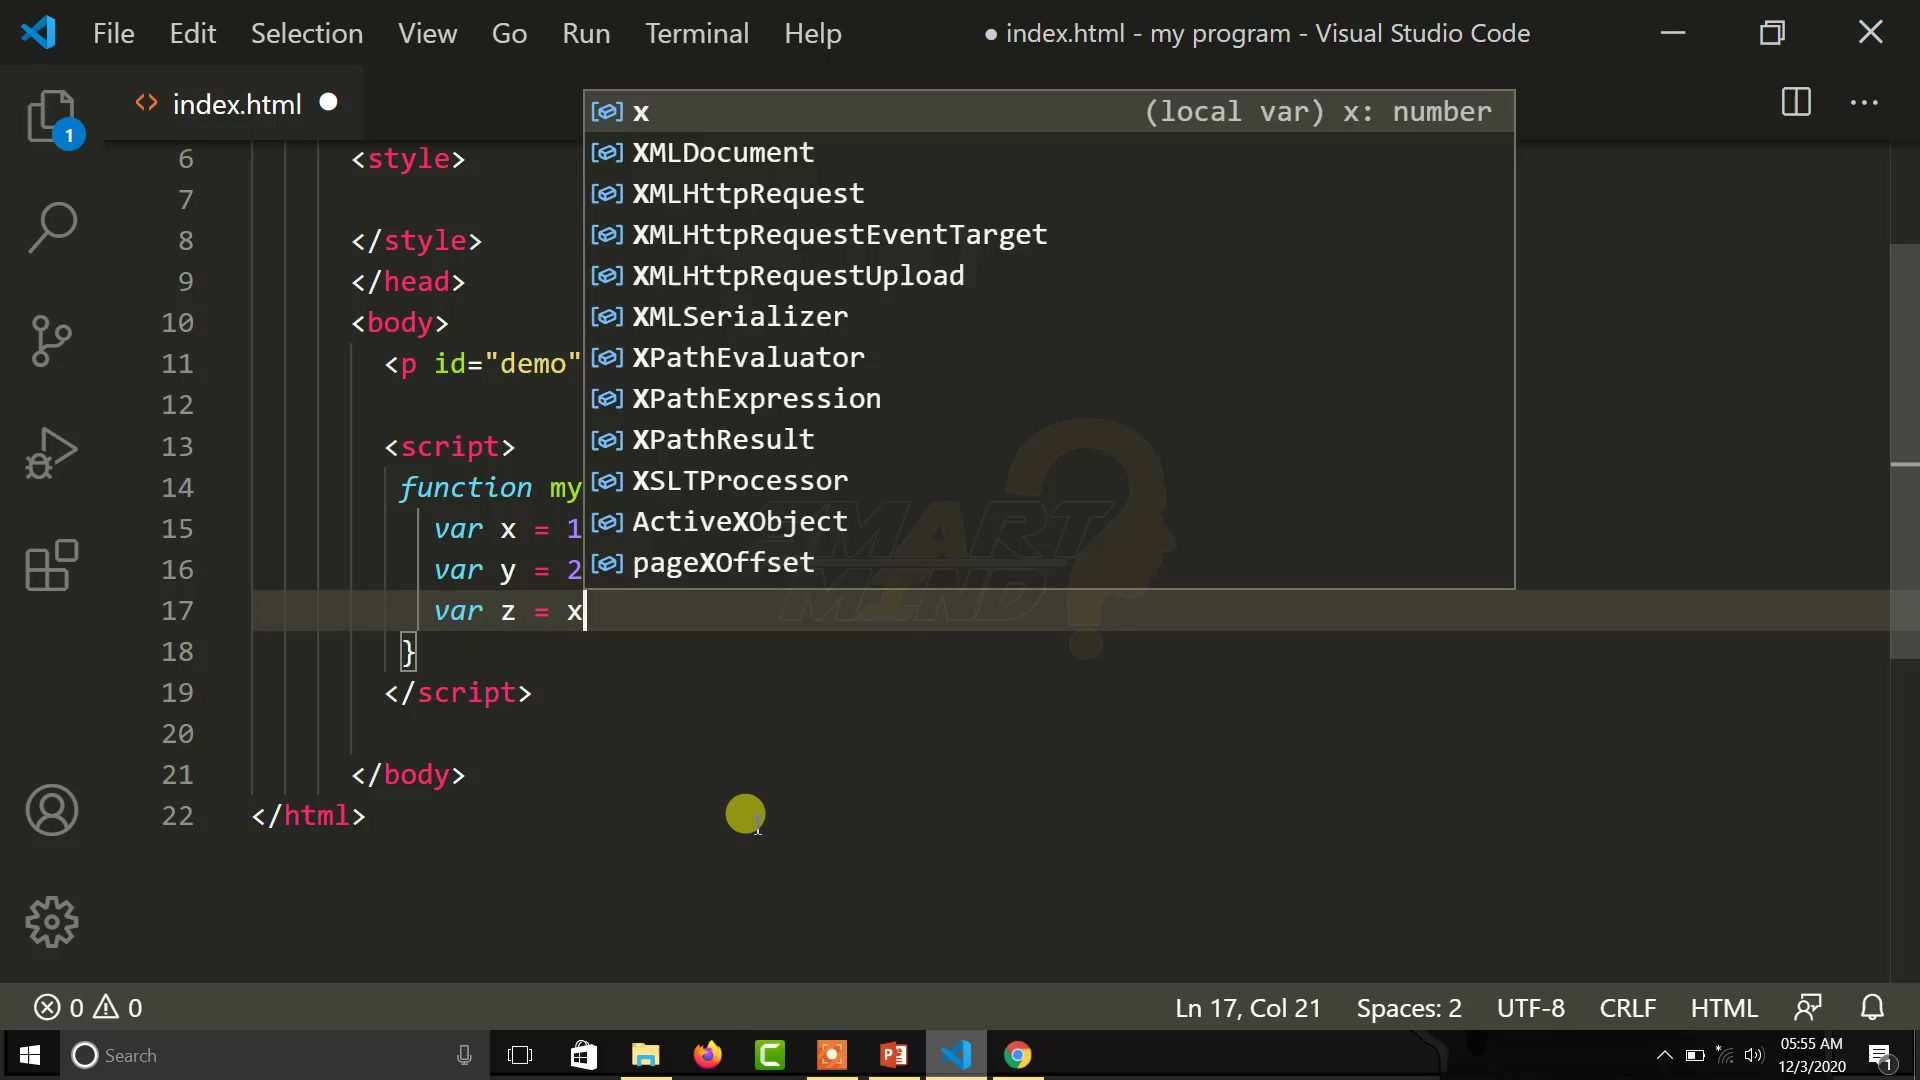 File Edit Selection View Go Run Terminal Help ● index.html - my program - Visual Studio Code
<> index.html ●
1
x (local var) x: number
XMLDocument
XMLHttpRequest
XMLHttpRequestEventTarget
XMLHttpRequestUpload
XMLSerializer
XPathEvaluator
XPathExpression
XPathResult
XSLTProcessor
ActiveXObject
pageXOffset
6 <style>
7
8 </style>
9 </head>
10 <body>
11 <p id="demo"
12
13 <script>
14 function my
15 var x = 1
16 var y = 2
17 var z = x
18 }
19 </script>
20
21 </body>
22 </html>
SMART
MIND
0 0 Ln 17, Col 21 Spaces: 2 UTF-8 CRLF HTML
Search 05:55 AM
12/3/2020 1